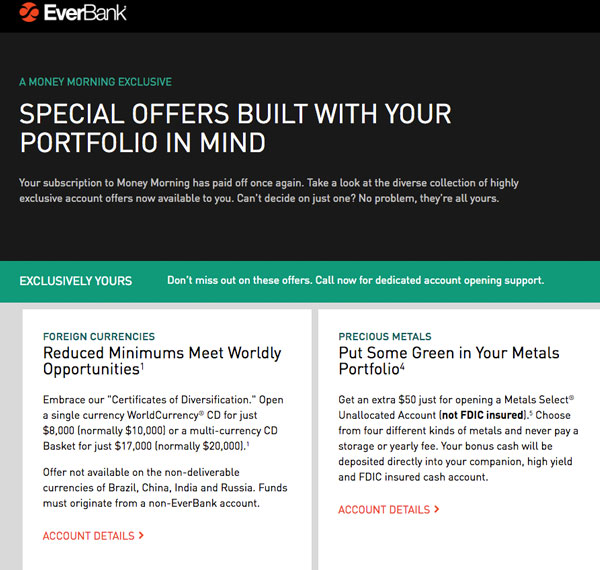 EverBank®
A MONEY MORNING EXCLUSIVE
SPECIAL OFFERS BUILT WITH YOUR
PORTFOLIO IN MIND
Your subscription to Money Morning has paid off once again. Take a look at the diverse collection of highly
exclusive account offers now available to you. Can't decide on just one? No problem, they're all yours.
EXCLUSIVELY YOURS
Don't miss out on these offers. Call now for dedicated account opening support.
FOREIGN CURRENCIES
Reduced Minimums Meet Worldly
Opportunities¹
Embrace our "Certificates of Diversification." Open
a single currency WorldCurrency® CD for just
$8,000 (normally $10,000) or a multi-currency CD
Basket for just $17,000 (normally $20,000).¹
Offer not available on the non-deliverable
currencies of Brazil, China, India and Russia. Funds
must originate from a non-EverBank account.
ACCOUNT DETAILS >
PRECIOUS METALS
Put Some Green in Your Metals
Portfolio⁴
Get an extra $50 just for opening a Metals Select®
Unallocated Account (not FDIC insured).⁵ Choose
from four different kinds of metals and never pay a
storage or yearly fee. Your bonus cash will be
deposited directly into your companion, high yield
and FDIC insured cash account.
ACCOUNT DETAILS >